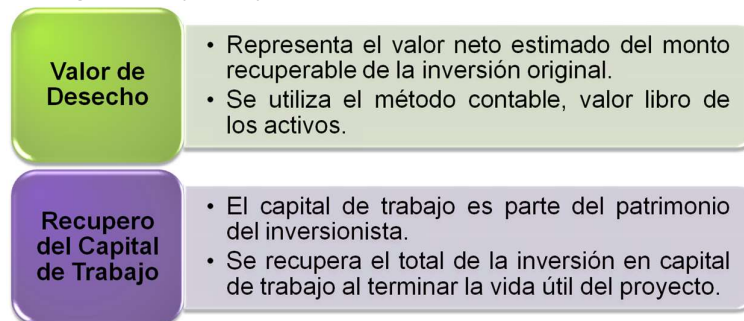 Valor de
Desecho
• Representa el valor neto estimado del monto
recuperable de la inversión original.
• Se utiliza el método contable, valor libro de
los activos.
Recupero
del Capital
de Trabajo
• El capital de trabajo es parte del patrimonio
del inversionista.
• Se recupera el total de la inversión en capital
de trabajo al terminar la vida útil del proyecto.